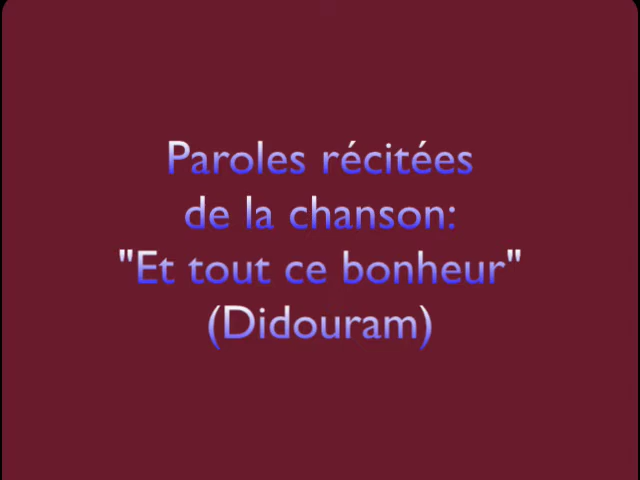 Paroles récitées
de la chanson:
"Et tout ce bonheur"
(Didouram)